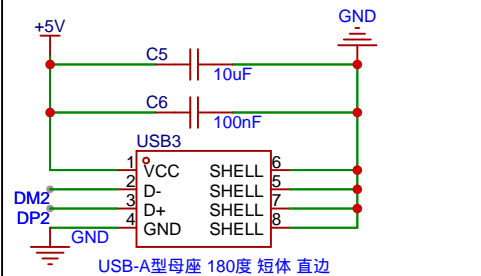 GND
+5V
C5
10uF
C6
100nF
USB3
1 VCC SHELL 6
2 D- SHELL 5
3 D+ SHELL 7
4 GND SHELL 8
DM2
DP2
GND
USB-A型母座 180度 短体 直边